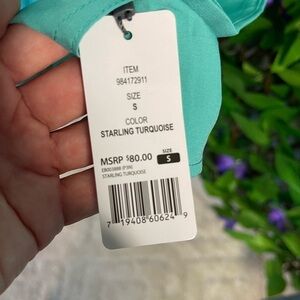 ITEM
984172911
SIZE
S
COLOR
STARLING TURQUOISE
MSRP $80.00
SIZE
S
STARLING TURQUOISE
7 19408 60624 9